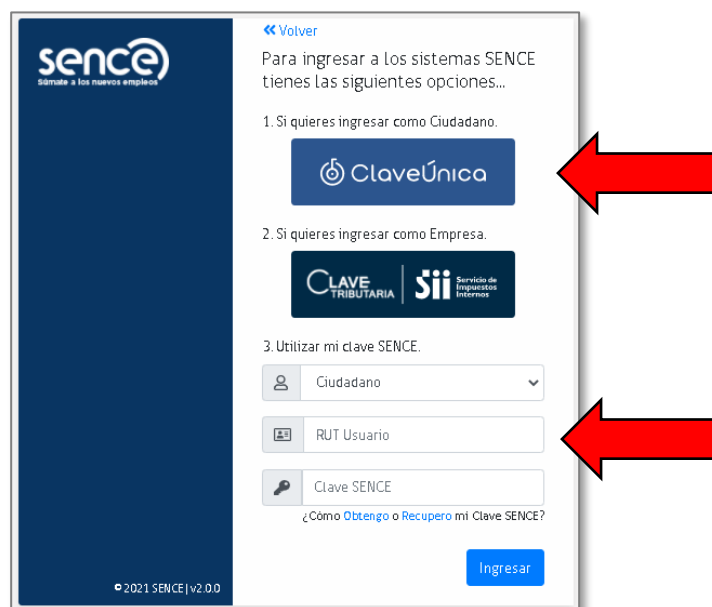 sence
Súmate a los nuevos empleos
Volver
Para ingresar a los sistemas SENCE
tienes las siguientes opciones...
1. Si quieres ingresar como Ciudadano.
ClaveÚnica
2. Si quieres ingresar como Empresa.
CLAVE
TRIBUTARIA
Sii
Servicio de
Impuestos
Internos
3. Utilizar mi clave SENCE.
Ciudadano
RUT Usuario
Clave SENCE
¿Cómo Obtengo o Recupero mi Clave SENCE?
Ingresar
© 2021 SENCE | v2.0.0